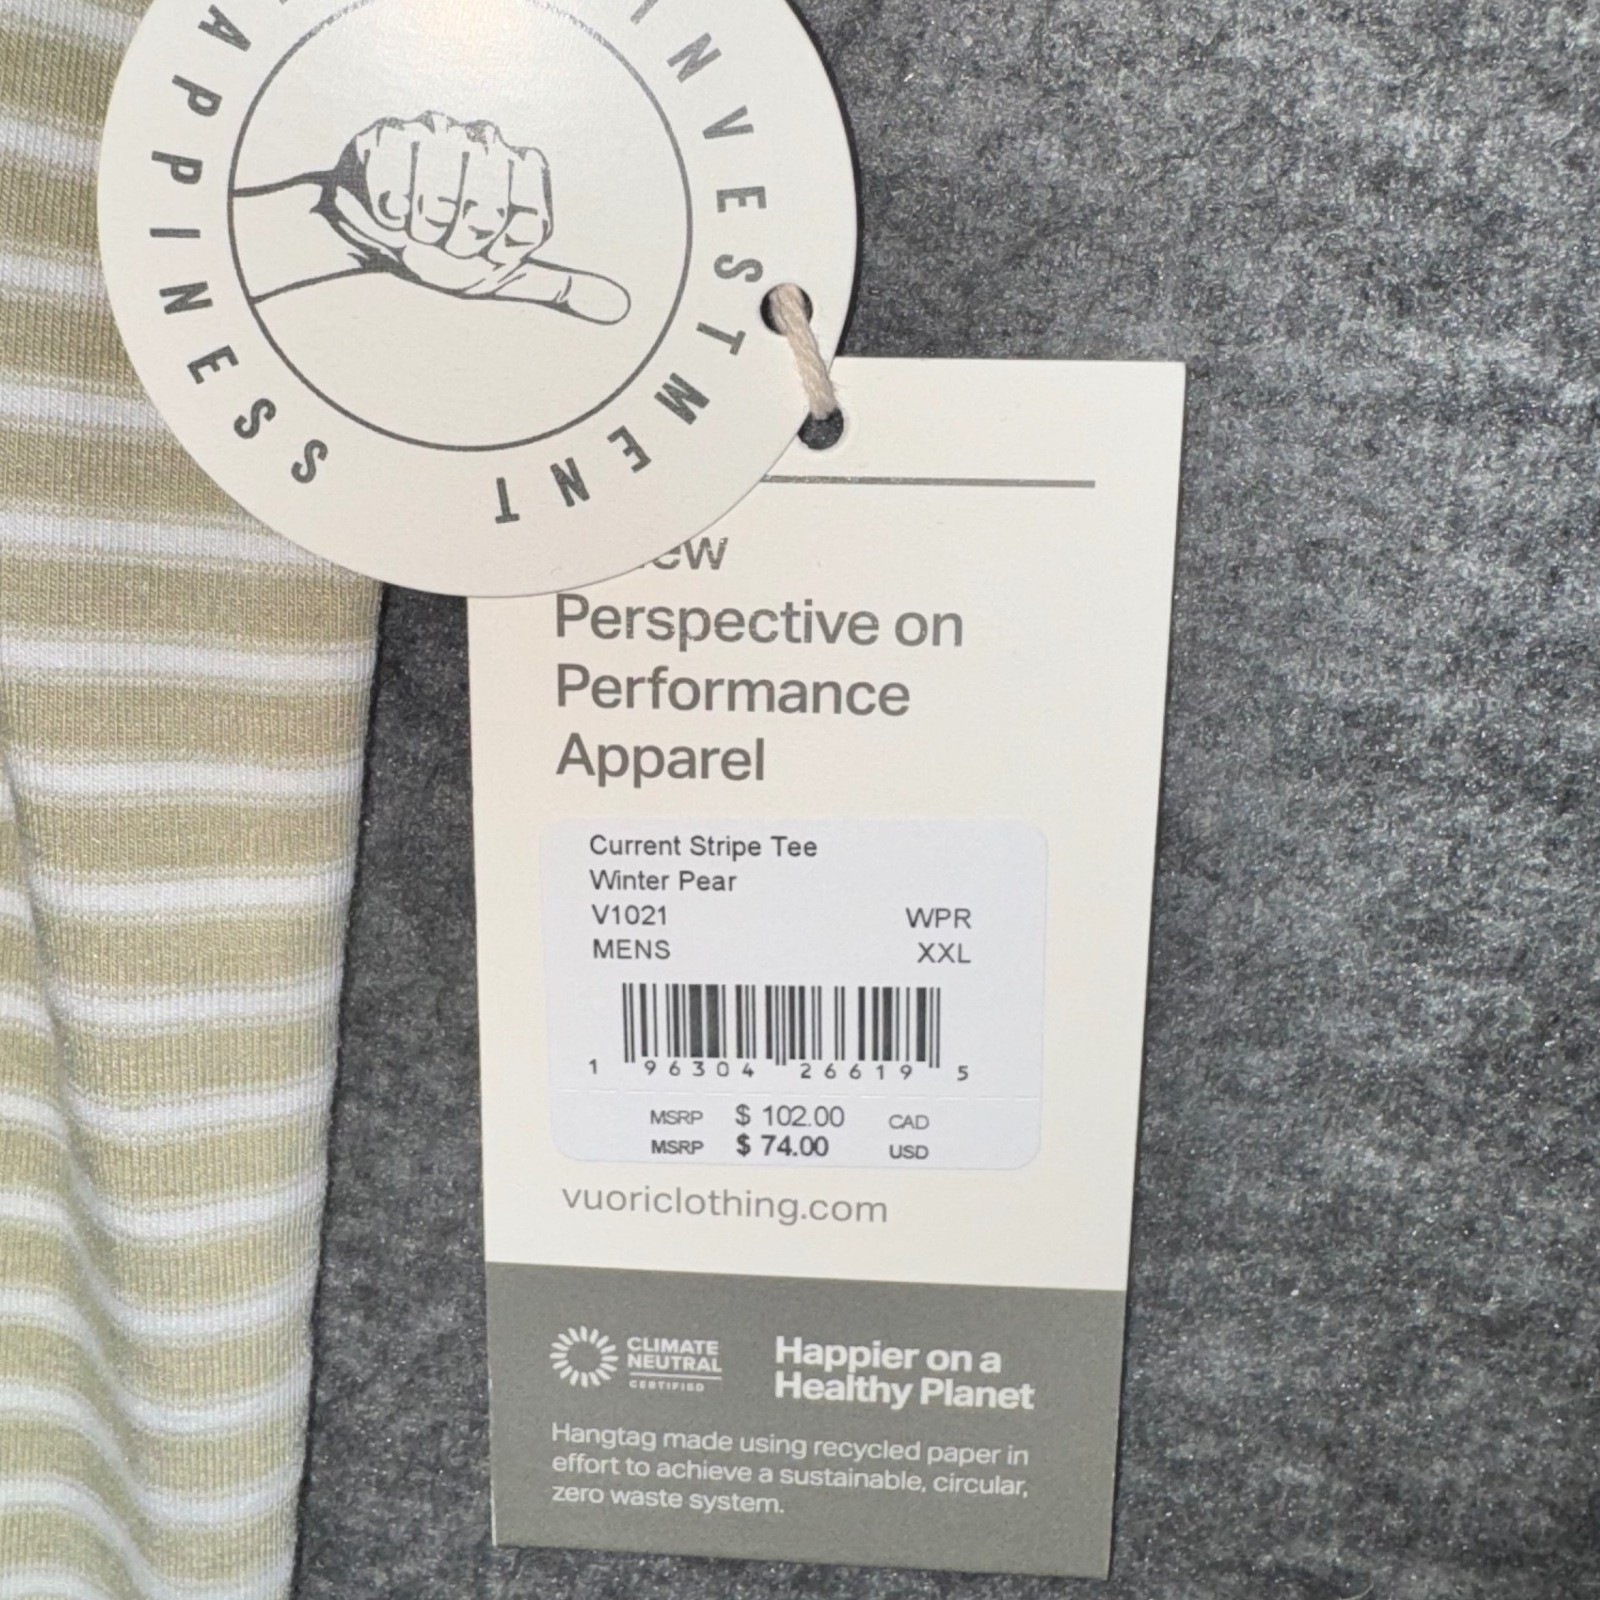 INVESTMENT
APPINESS
Perspective on
Performance
Apparel
Current Stripe Tee
Winter Pear
V1021 WPR
MENS XXL
1 96304 26619 5
MSRP $ 102.00 CAD
MSRP $ 74.00 USD
vuoriclothing.com
CLIMATE
NEUTRAL
CERTIFIED
Happier on a
Healthy Planet
Hangtag made using recycled paper in
effort to achieve a sustainable, circular,
zero waste system.